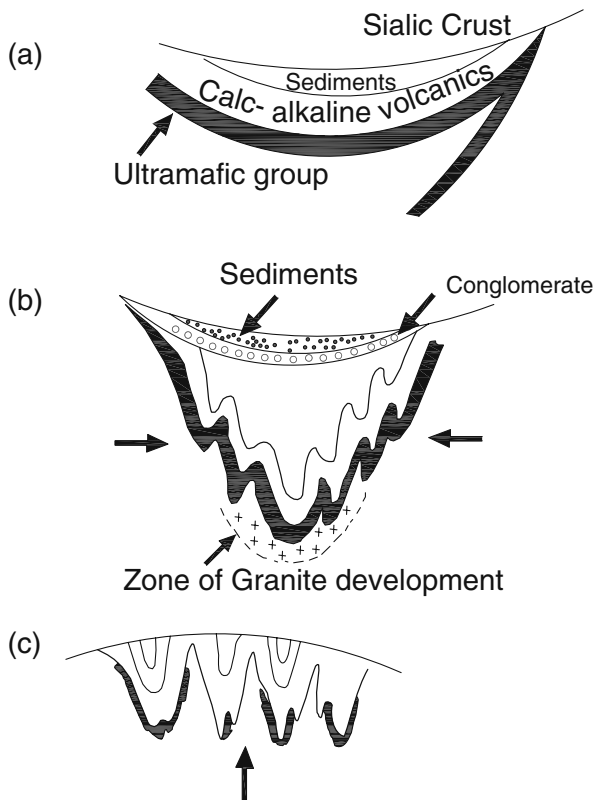 (a)
Sialic Crust
Sediments
Calc- alkaline volcanics
Ultramafic group
(b)
Sediments
Conglomerate
Zone of Granite development
(c)